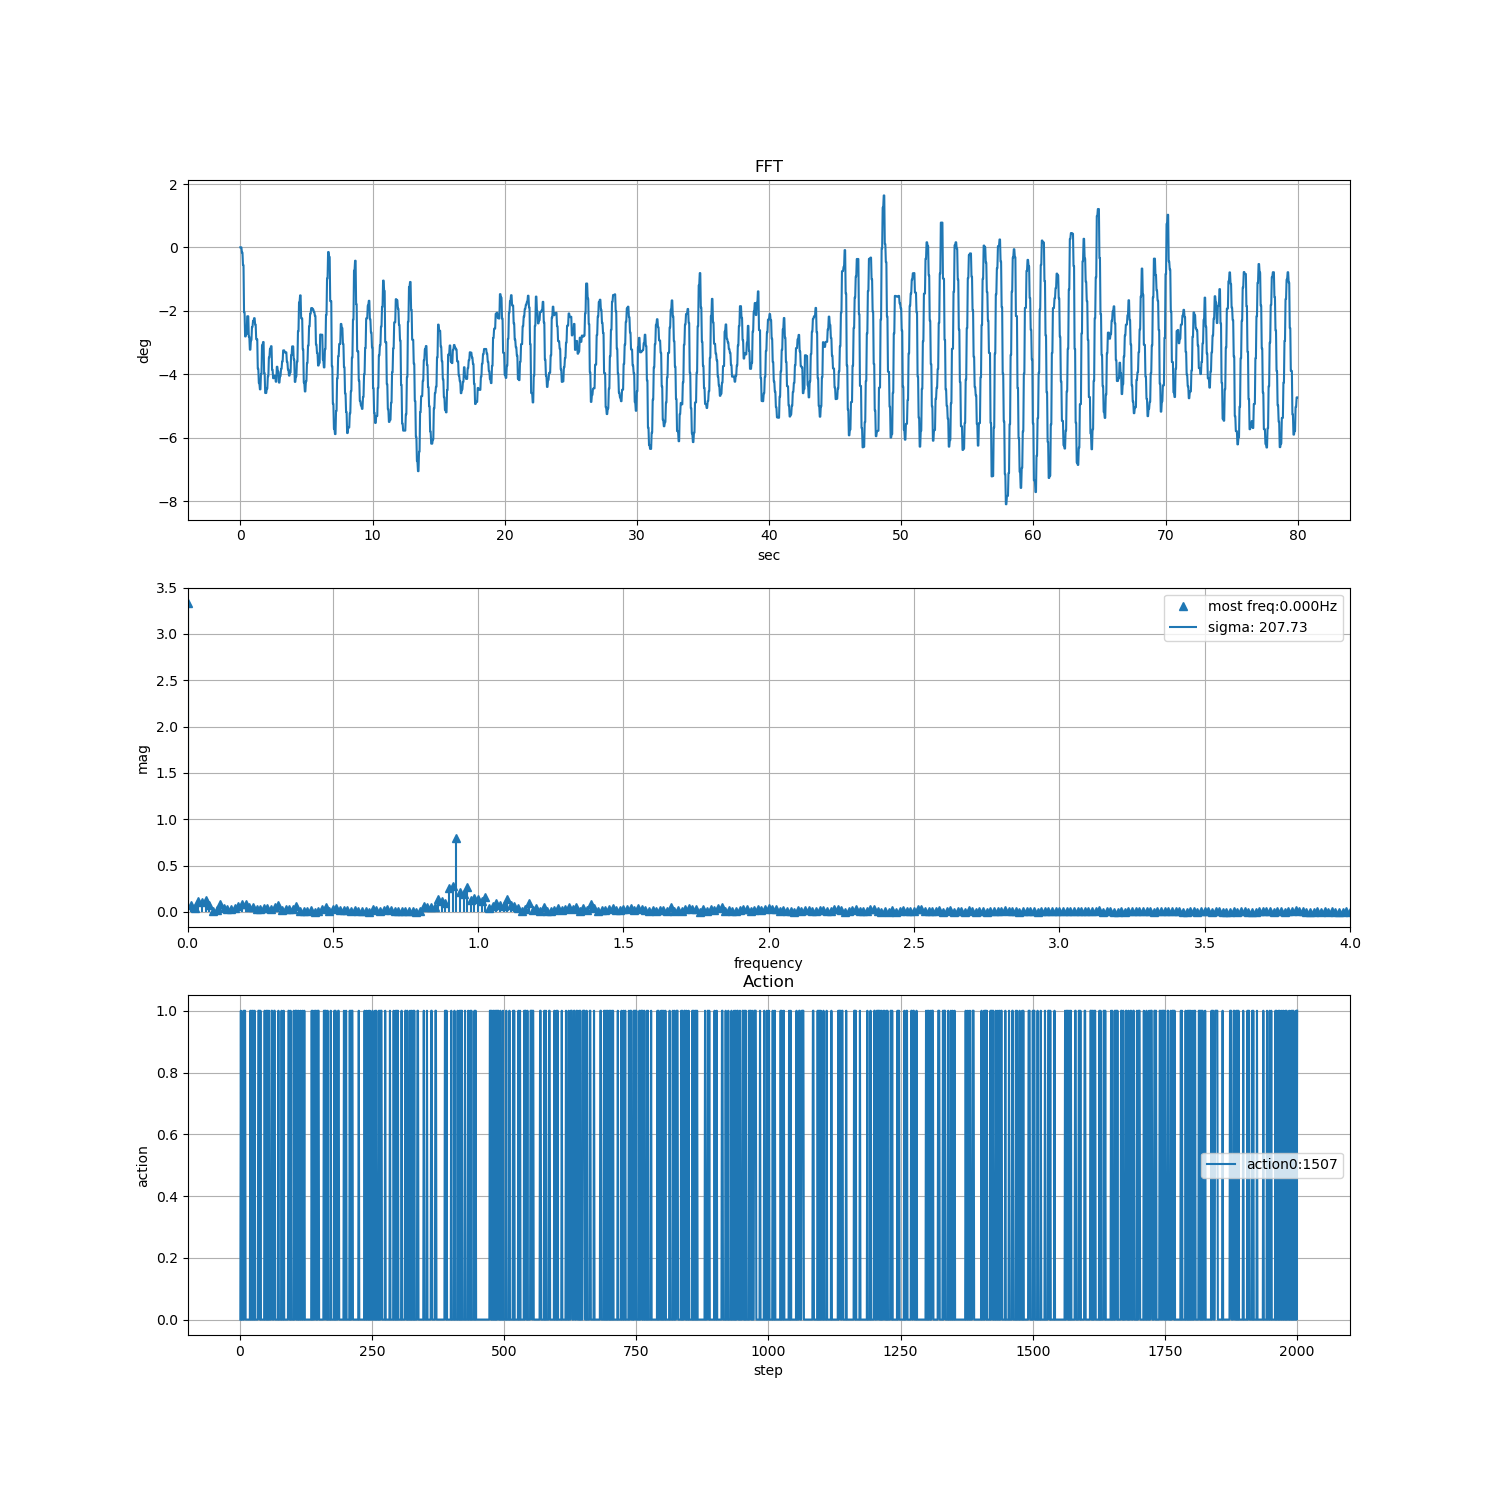 FFT
2
0
−2
−4
−6
−8
deg
0 10 20 30 40 50 60 70 80
sec
3.5
3.0
2.5
2.0
1.5
1.0
0.5
0.0
mag
most freq:0.000Hz
sigma: 207.73
0.0 0.5 1.0 1.5 2.0 2.5 3.0 3.5 4.0
frequency
Action
1.0
0.8
0.6
0.4
0.2
0.0
action
action0:1507
0 250 500 750 1000 1250 1500 1750 2000
step